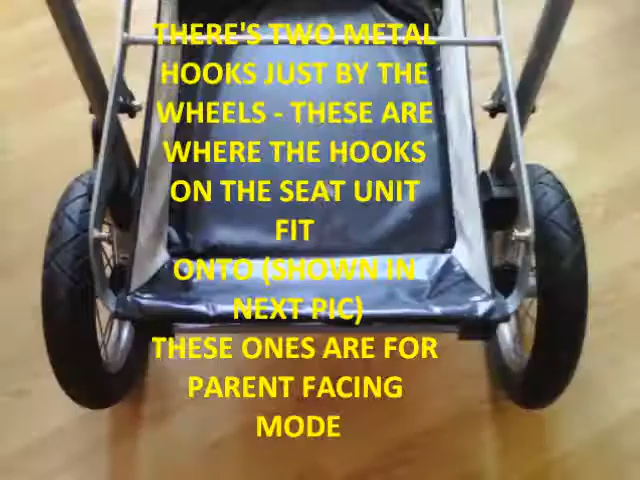 THERE'S TWO METAL
HOOKS JUST BY THE
WHEELS - THESE ARE
WHERE THE HOOKS
ON THE SEAT UNIT
FIT
ONTO (SHOWN IN
NEXT PIC)
THESE ONES ARE FOR
PARENT FACING
MODE